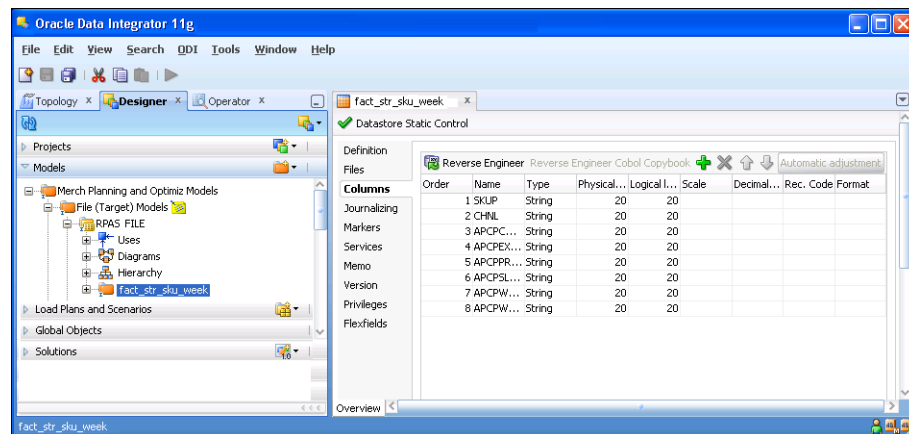 Oracle Data Integrator 11g
File Edit View Search ODI Tools Window Help
Topology x Designer x Operator x
fact_str_sku_week x
Datastore Static Control
Projects
Models
Merch Planning and Optimiz Models
File (Target) Models
RPAS FILE
Uses
Diagrams
Hierarchy
fact_str_sku_week
Load Plans and Scenarios
Global Objects
Solutions
Definition
Files
Columns
Journalizing
Markers
Services
Memo
Version
Privileges
Flexfields
Reverse Engineer Reverse Engineer Cobol Copybook Automatic adjustment
Order Name Type Physical... Logical l... Scale Decimal... Rec. Code Format
1 SKUP String 20 20
2 CHNL String 20 20
3 APCPC... String 20 20
4 APCPEX... String 20 20
5 APCPPR... String 20 20
6 APCPSL... String 20 20
7 APCPW... String 20 20
8 APCPW... String 20 20
Overview
fact_str_sku_week